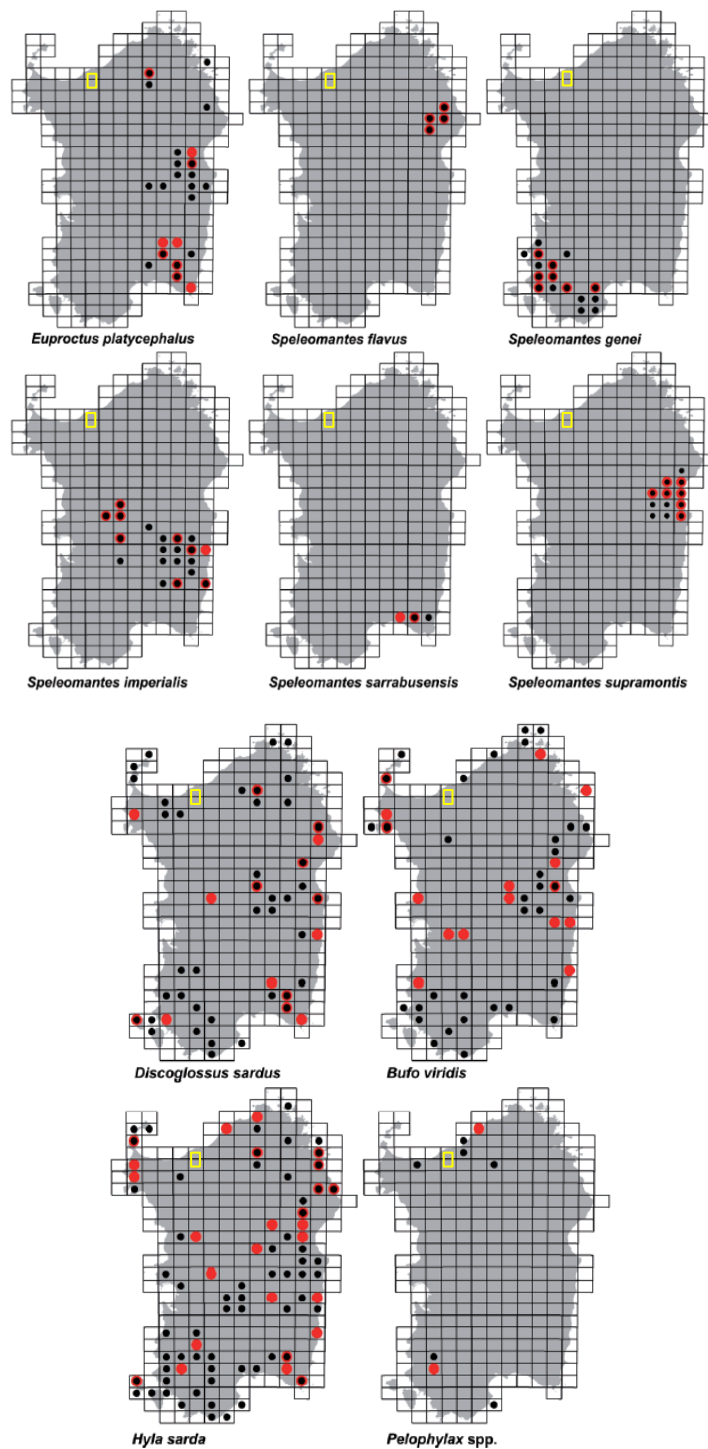 Euproctus platycephalus
Speleomantes flavus
Speleomantes genei
Speleomantes imperialis
Speleomantes sarrabusensis
Speleomantes supramontis
Discoglossus sardus
Bufo viridis
Hyla sarda
Pelophylax spp.